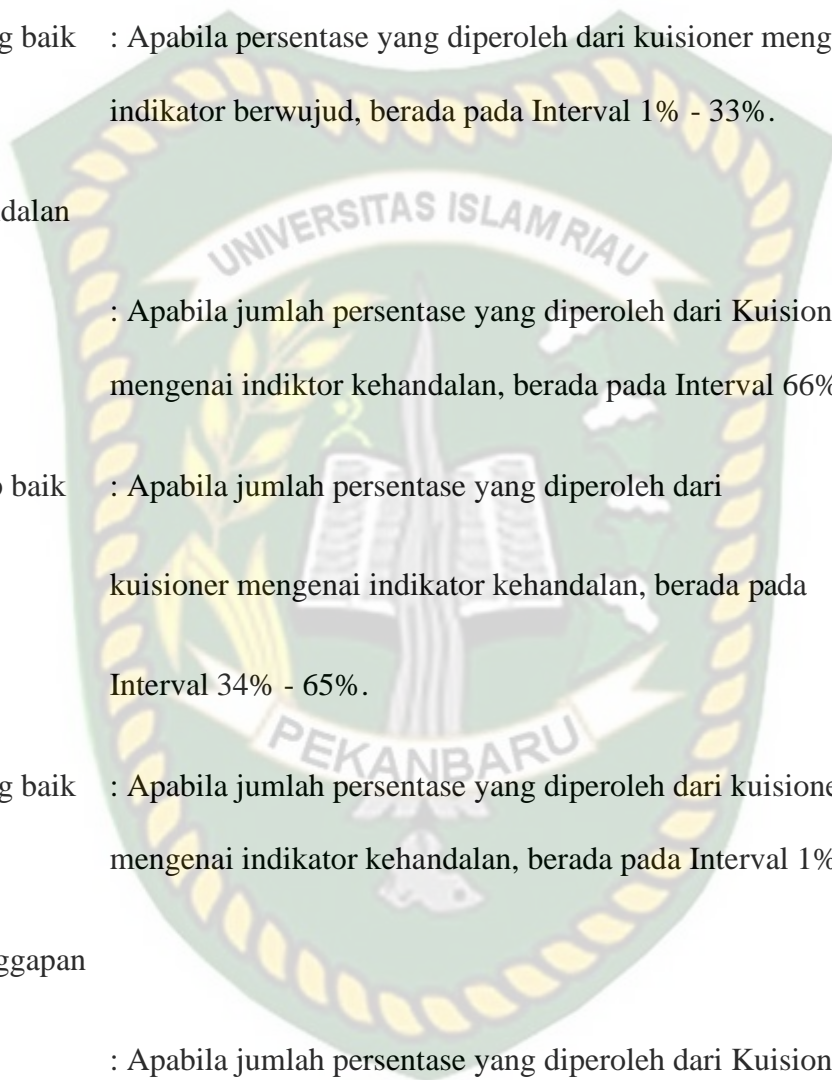 g baik : Apabila persentase yang diperoleh dari kuisioner meng
indikator berwujud, berada pada Interval 1% - 33%.
dalan
UNIVERSITAS ISLAM RIAU
: Apabila jumlah persentase yang diperoleh dari Kuision
mengenai indiktor kehandalan, berada pada Interval 66%
baik : Apabila jumlah persentase yang diperoleh dari
kuisioner mengenai indikator kehandalan, berada pada
Interval 34% - 65%.
PEKANBARU
g baik : Apabila jumlah persentase yang diperoleh dari kuisione
mengenai indikator kehandalan, berada pada Interval 1%
ggapan
: Apabila jumlah persentase yang diperoleh dari Kuision